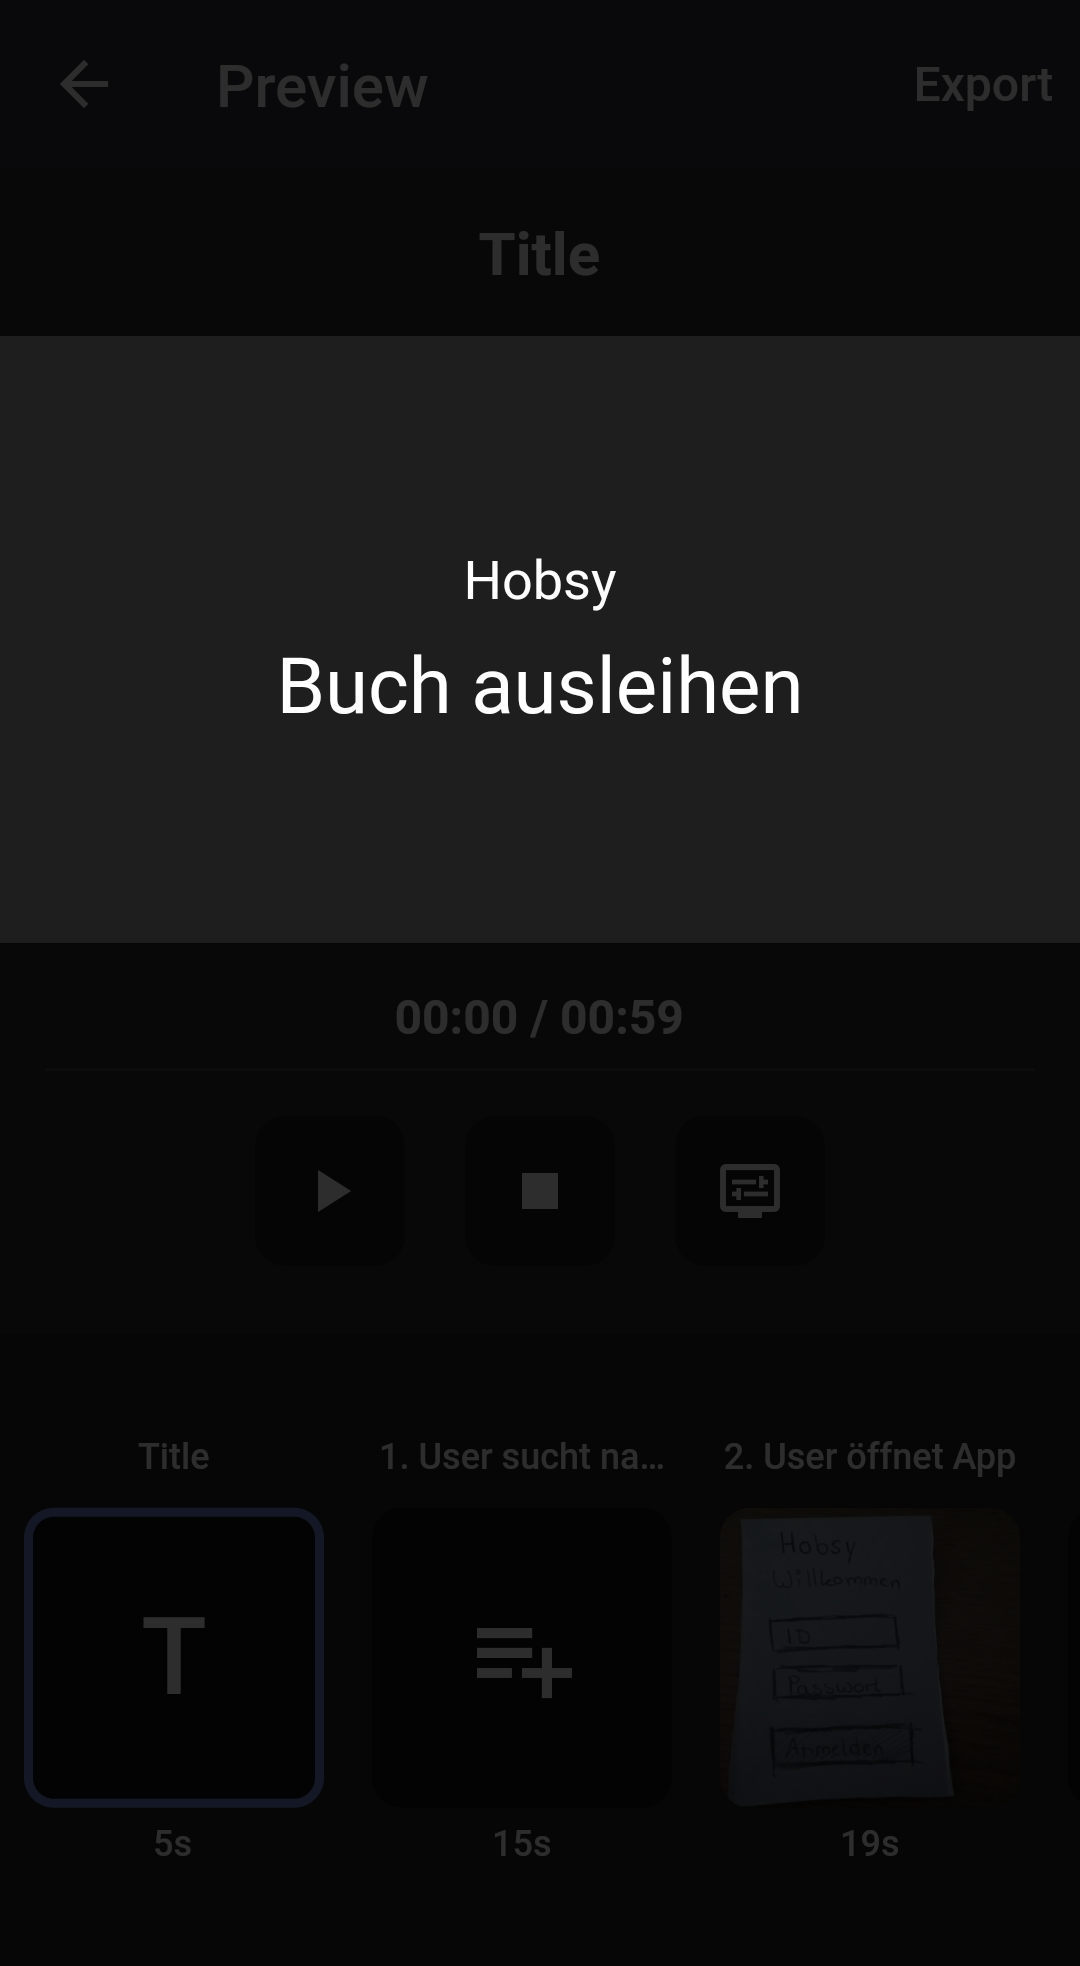 Preview
Export
Title
Hobsy
Buch ausleihen
00:00 / 00:59
Title
1. User sucht na...
2. User öffnet App
T
Hobsy
Willkommen
ID
Passwort
Anmelden
5s
15s
19s